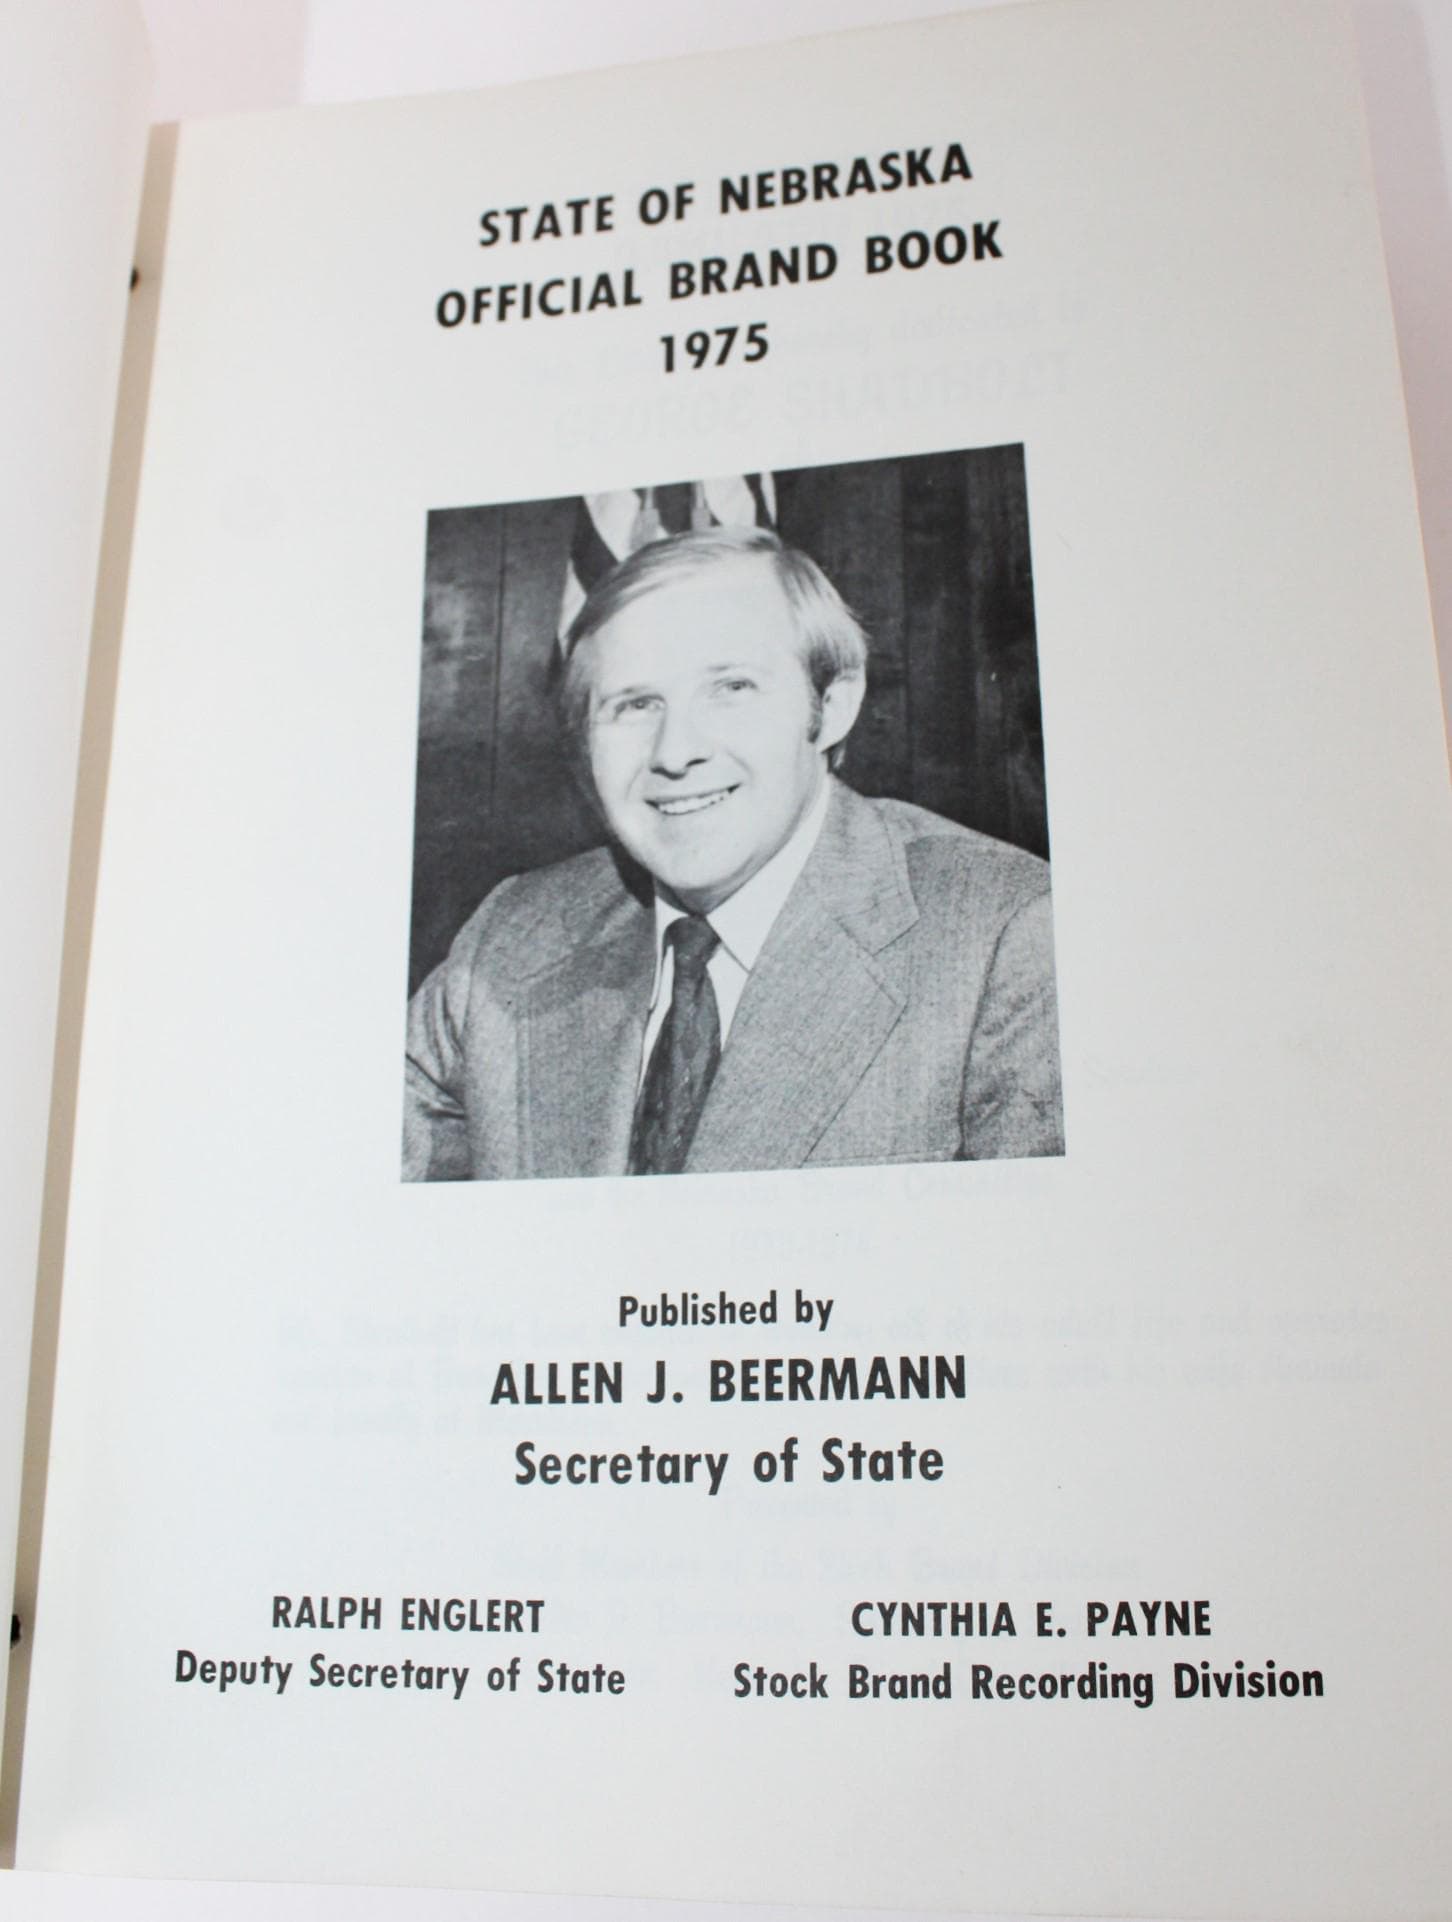 STATE OF NEBRASKA
OFFICIAL BRAND BOOK
1975
Published by
ALLEN J. BEERMANN
Secretary of State
RALPH ENGLERT
Deputy Secretary of State
CYNTHIA E. PAYNE
Stock Brand Recording Division